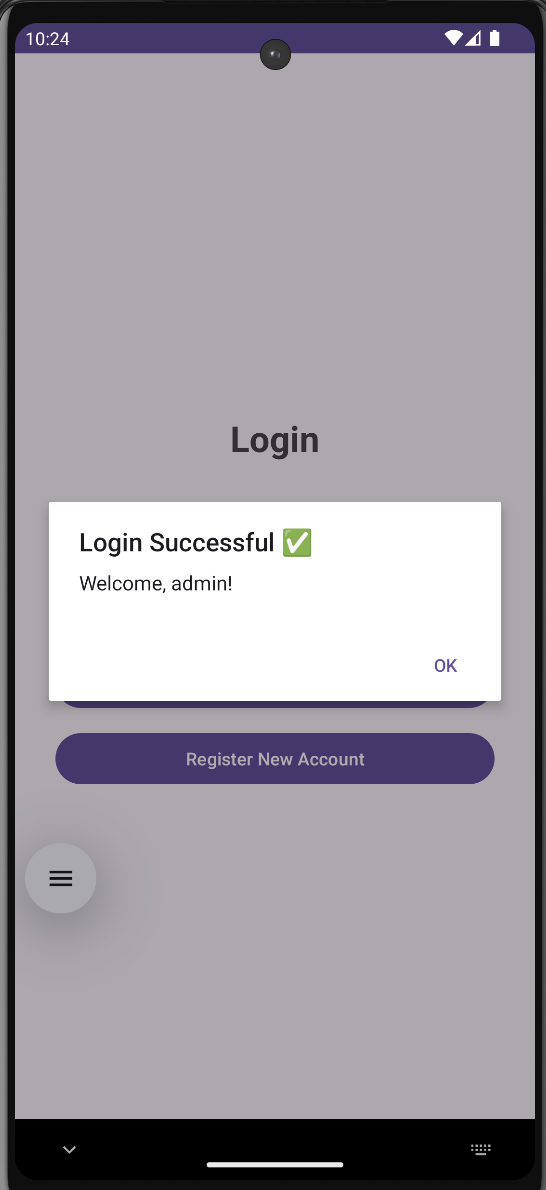 10:24
Login
Login Successful ✅
Welcome, admin!
OK
Register New Account